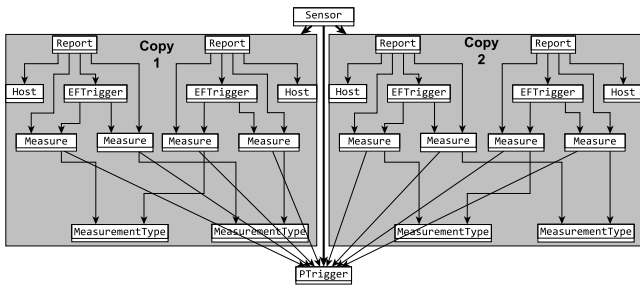 Sensor
Report Copy 1 Report Report Copy 2 Report
Host EFTrigger EFTrigger Host Host EFTrigger EFTrigger Host
Measure Measure Measure Measure Measure Measure Measure Measure
MeasurementType MeasurementType MeasurementType MeasurementType
PTrigger